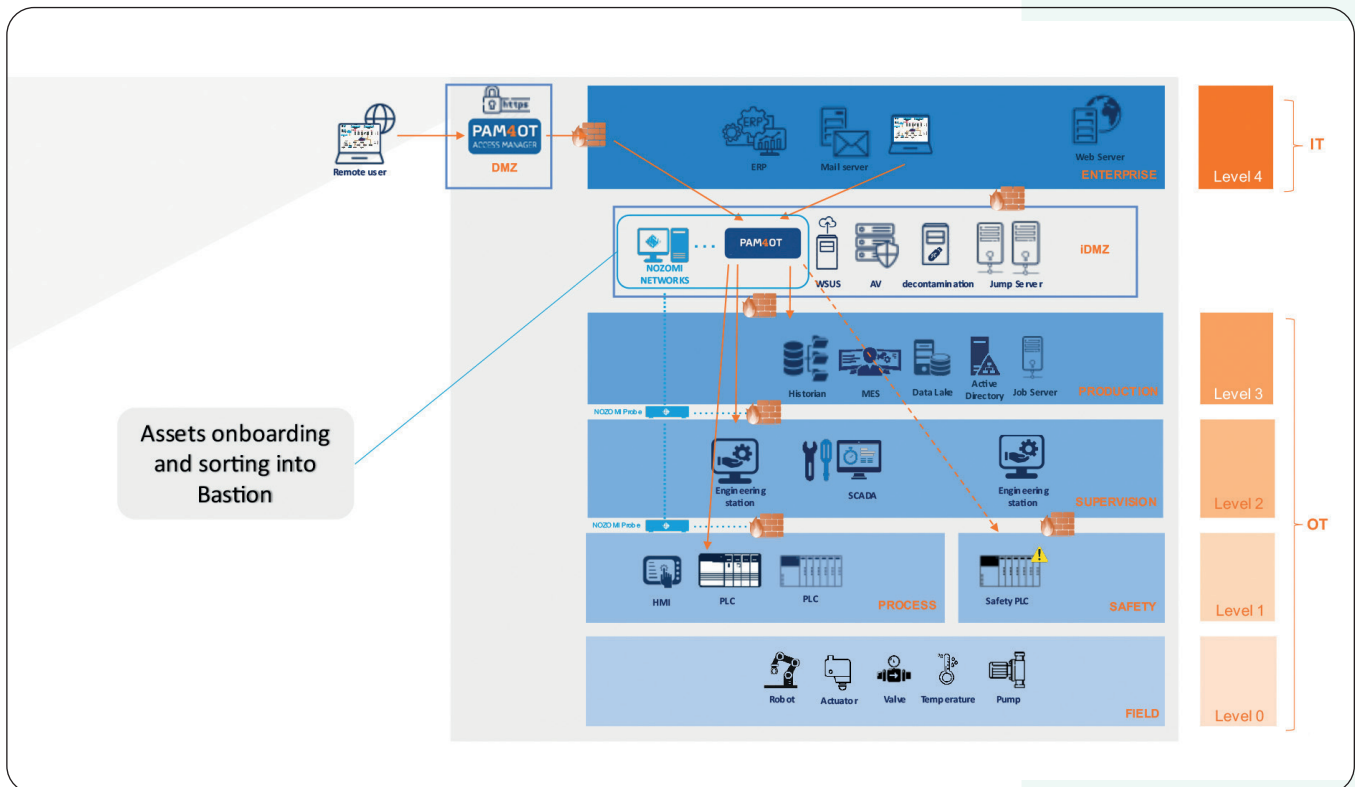 https
PAM4OT
ACCESS MANAGER
DMZ
Remote user
ERP
ERP
Mail server
Web Server
ENTERPRISE
Level 4
IT
NOZOMI
NETWORKS
PAM4OT
WSUS
AV
decontamination
Jump Server
iDMZ
Historian
MES
Data Lake
Active
Directory
Job Server
PRODUCTION
Level 3
NOZOMI Probe
Assets onboarding
and sorting into
Bastion
Engineering
station
SCADA
Engineering
station
SUPERVISION
Level 2
NOZOMI Probe
OT
HMI
PLC
PLC
PROCESS
Safety PLC
SAFETY
Level 1
Robot
Actuator
Valve
Temperature
Pump
FIELD
Level 0